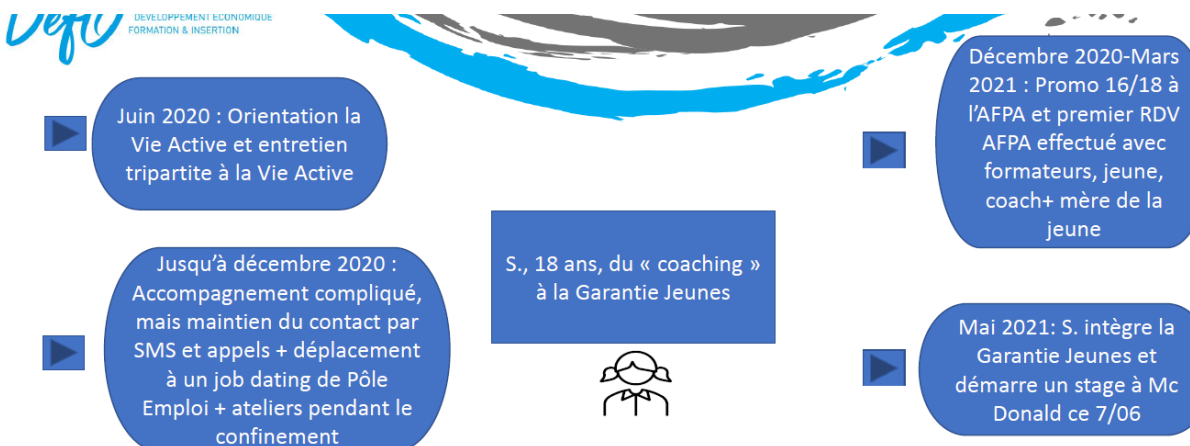 Défi
DEVELOPPEMENT ECONOMIQUE
FORMATION & INSERTION
Juin 2020 : Orientation la
Vie Active et entretien
tripartite à la Vie Active
Jusqu’à décembre 2020 :
Accompagnement compliqué,
mais maintien du contact par
SMS et appels + déplacement
à un job dating de Pôle
Emploi + ateliers pendant le
confinement
S., 18 ans, du « coaching »
à la Garantie Jeunes
Décembre 2020-Mars
2021 : Promo 16/18 à
l’AFPA et premier RDV
AFPA effectué avec
formateurs, jeune,
coach+ mère de la
jeune
Mai 2021: S. intègre la
Garantie Jeunes et
démarre un stage à Mc
Donald ce 7/06